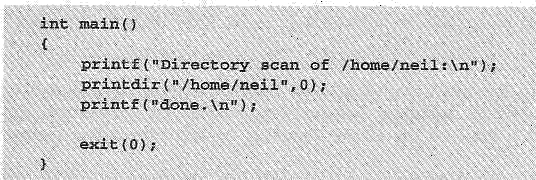 int main()
{
    printf("Directory scan of /home/neil:\n");
    printdir("/home/neil",0);
    printf("done.\n");

    exit(0);
}